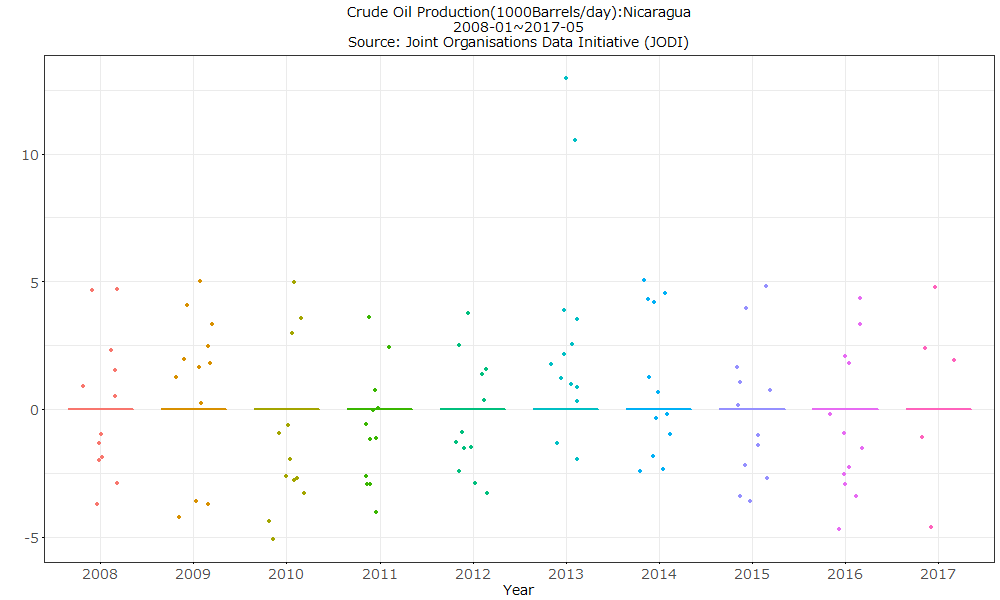 Crude Oil Production(1000Barrels/day):Nicaragua
2008-01~2017-05
Source: Joint Organisations Data Initiative (JODI)
10
5
0
-5
2008 2009 2010 2011 2012 2013 2014 2015 2016 2017
Year